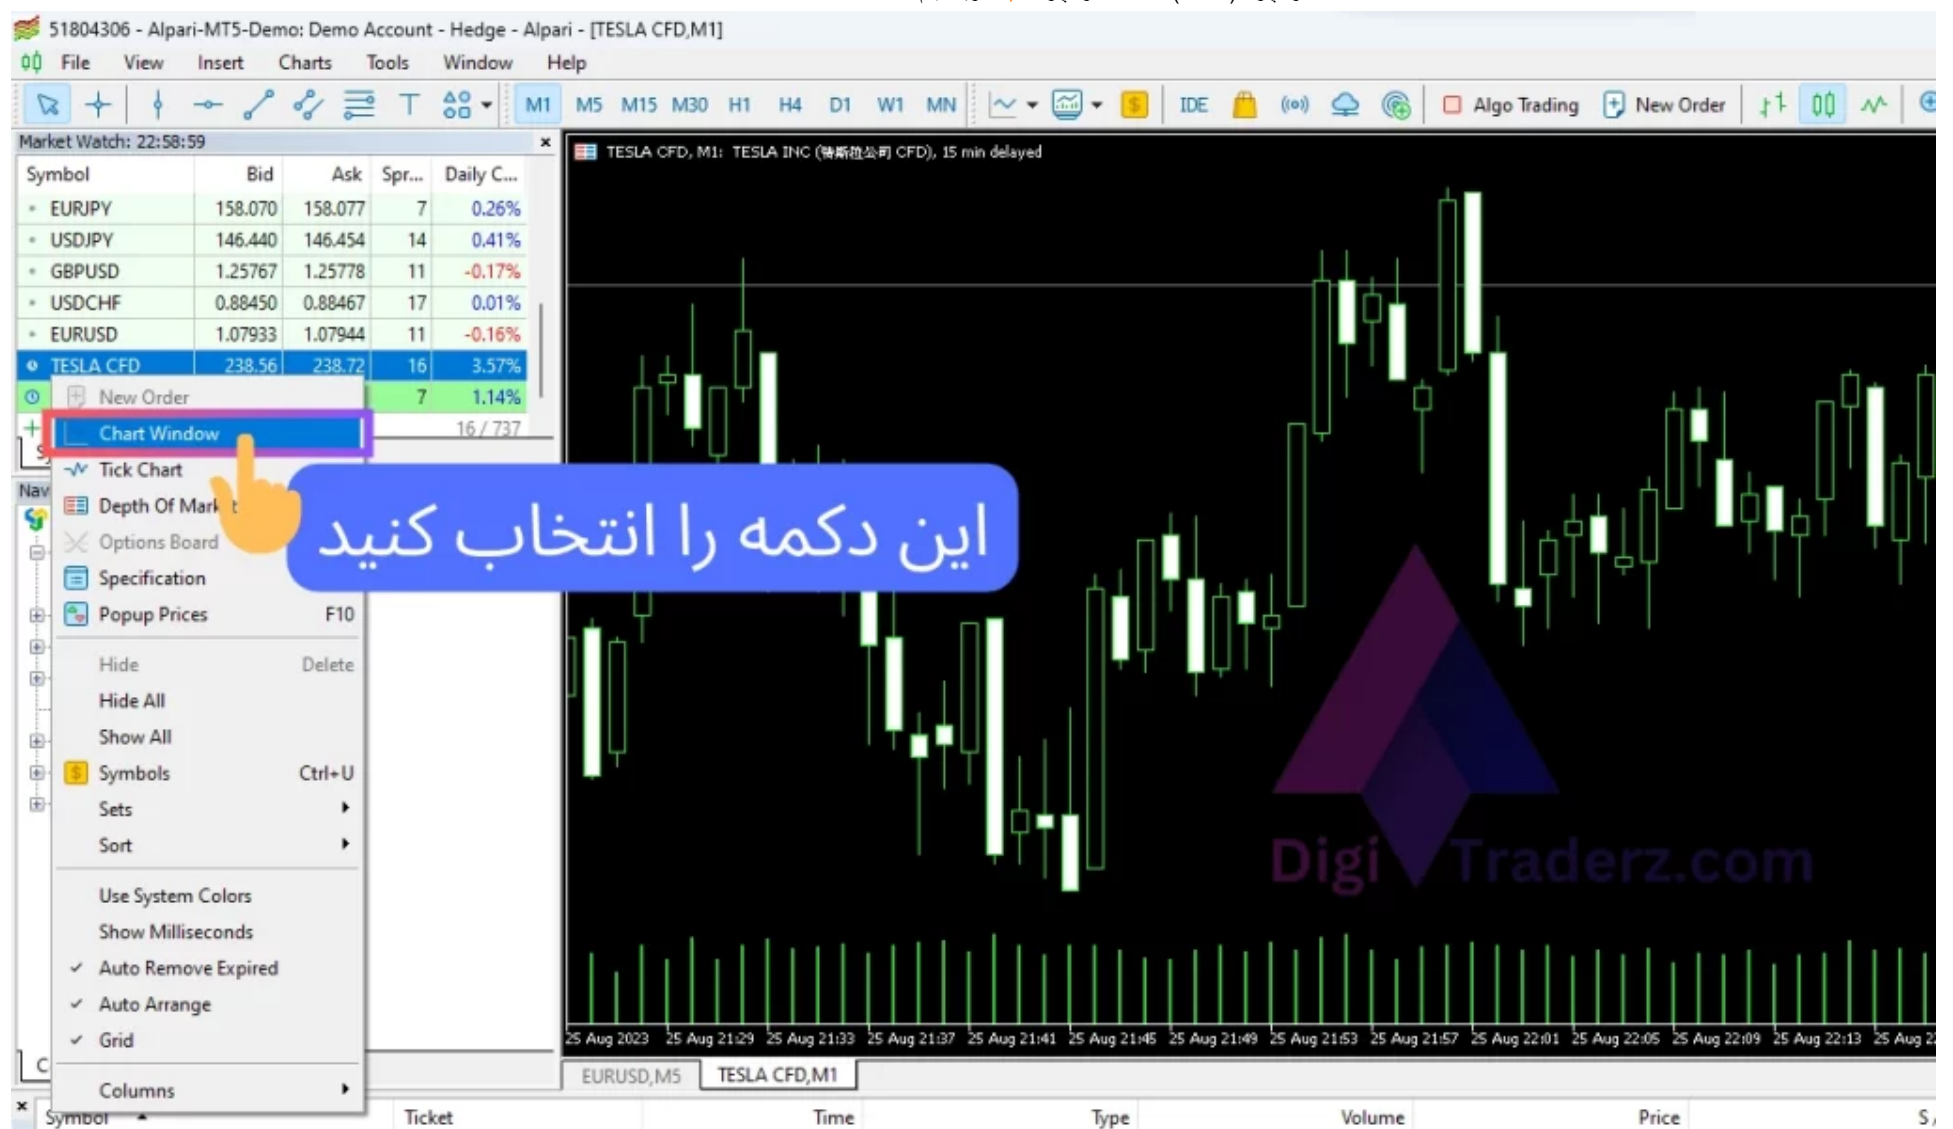 51804306 - Alpari-MT5-Demo: Demo Account - Hedge - Alpari - [TESLA CFD,M1]
File View Insert Charts Tools Window Help
M1 M5 M15 M30 H1 H4 D1 W1 MN IDE Algo Trading New Order
Market Watch: 22:58:59
Symbol Bid Ask Spr... Daily C...
EURJPY 158.070 158.077 7 0.26%
USDJPY 146.440 146.454 14 0.41%
GBPUSD 1.25767 1.25778 11 -0.17%
USDCHF 0.88450 0.88467 17 0.01%
EURUSD 1.07933 1.07944 11 -0.16%
TESLA CFD 238.56 238.72 16 3.57%
7 1.14%
16 / 737
New Order
Chart Window
Tick Chart
Depth Of Market
Options Board
Specification
Popup Prices F10
Hide Delete
Hide All
Show All
Symbols Ctrl+U
Sets
Sort
Use System Colors
Show Milliseconds
Auto Remove Expired
Auto Arrange
Grid
Columns
Nav
TESLA CFD, M1: TESLA INC (特斯拉公司 CFD), 15 min delayed
این دکمه را انتخاب کنید
Digi Traderz.com
25 Aug 2023 25 Aug 21:29 25 Aug 21:33 25 Aug 21:37 25 Aug 21:41 25 Aug 21:45 25 Aug 21:49 25 Aug 21:53 25 Aug 21:57 25 Aug 22:01 25 Aug 22:05 25 Aug 22:09 25 Aug 22:13 25 Aug 2
EURUSD,M5 TESLA CFD,M1
Symbol Ticket Time Type Volume Price S /